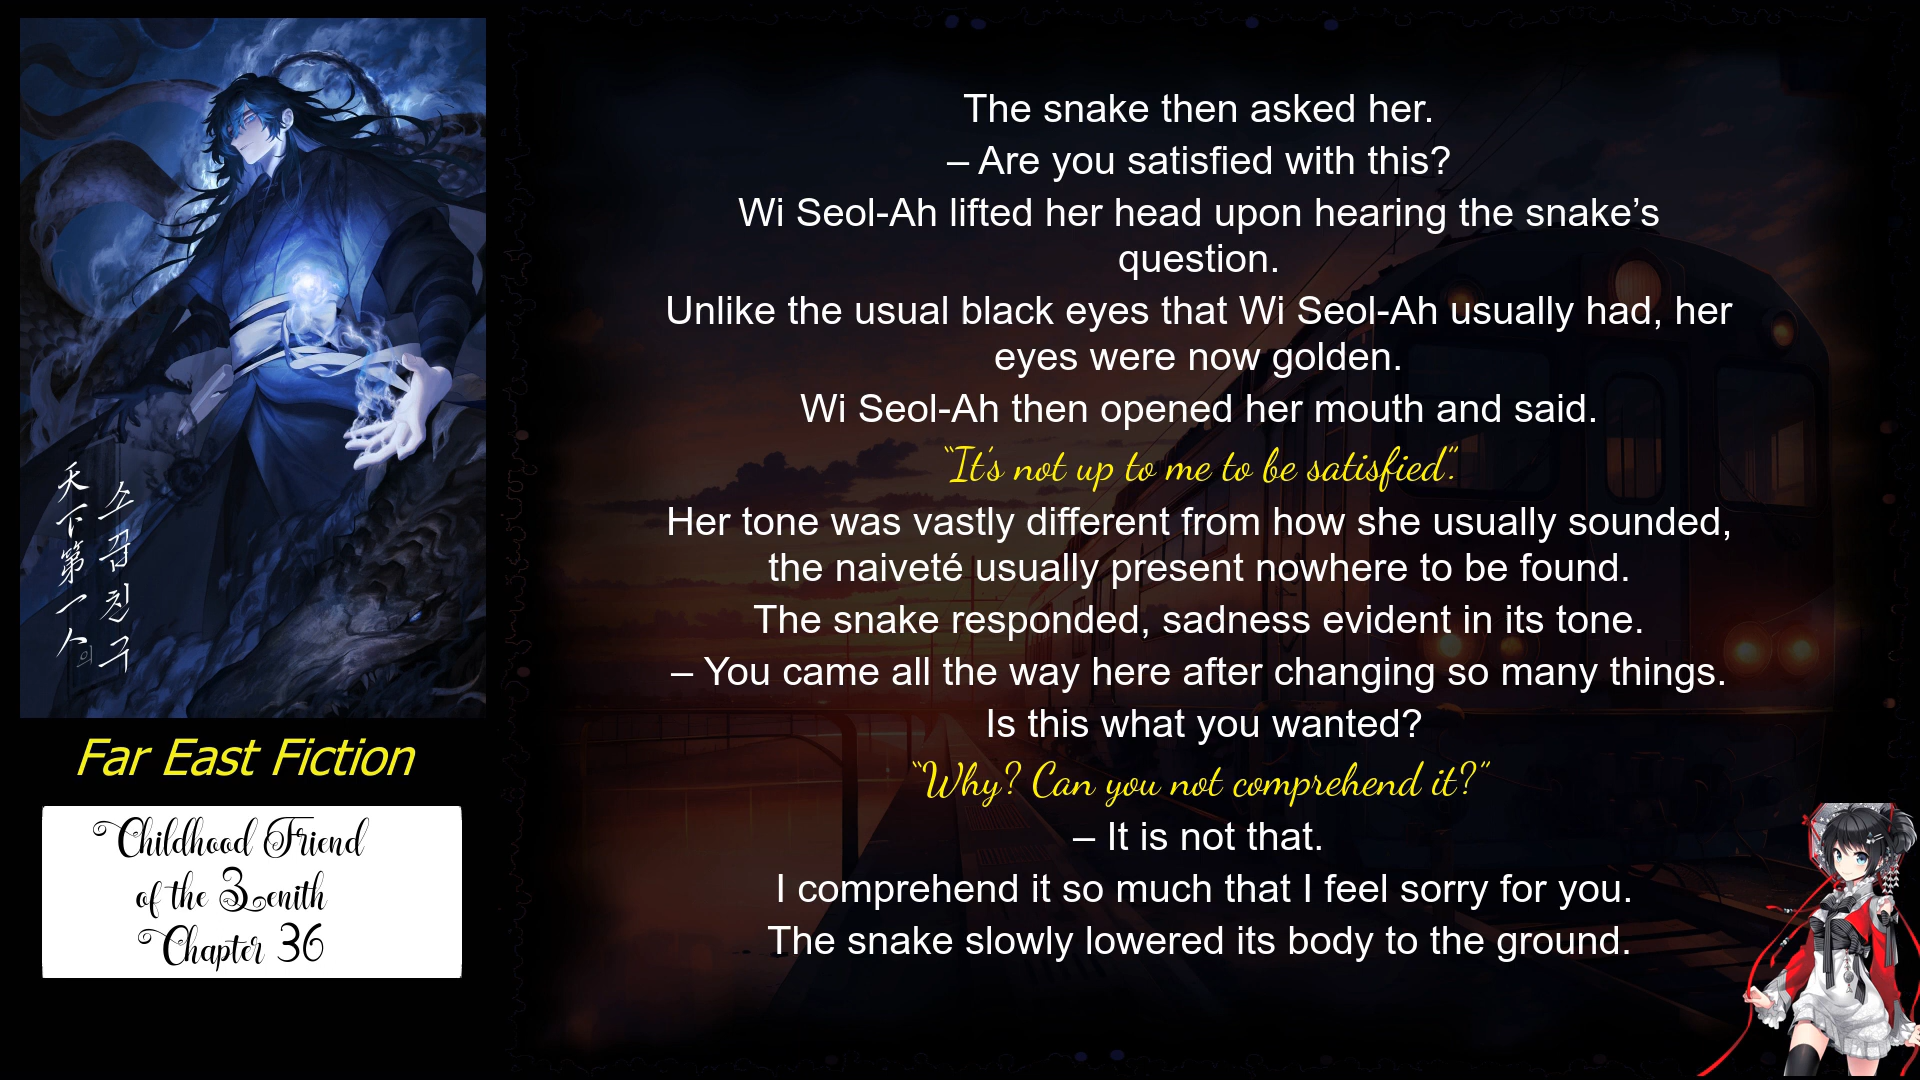 天下第一人의
소꿉친구
Far East Fiction
Childhood Friend
of the Zenith
Chapter 36
The snake then asked her.
– Are you satisfied with this?
Wi Seol-Ah lifted her head upon hearing the snake’s
question.
Unlike the usual black eyes that Wi Seol-Ah usually had, her
eyes were now golden.
Wi Seol-Ah then opened her mouth and said.
“It’s not up to me to be satisfied”.
Her tone was vastly different from how she usually sounded,
the naiveté usually present nowhere to be found.
The snake responded, sadness evident in its tone.
– You came all the way here after changing so many things.
Is this what you wanted?
“Why? Can you not comprehend it?”
– It is not that.
I comprehend it so much that I feel sorry for you.
The snake slowly lowered its body to the ground.